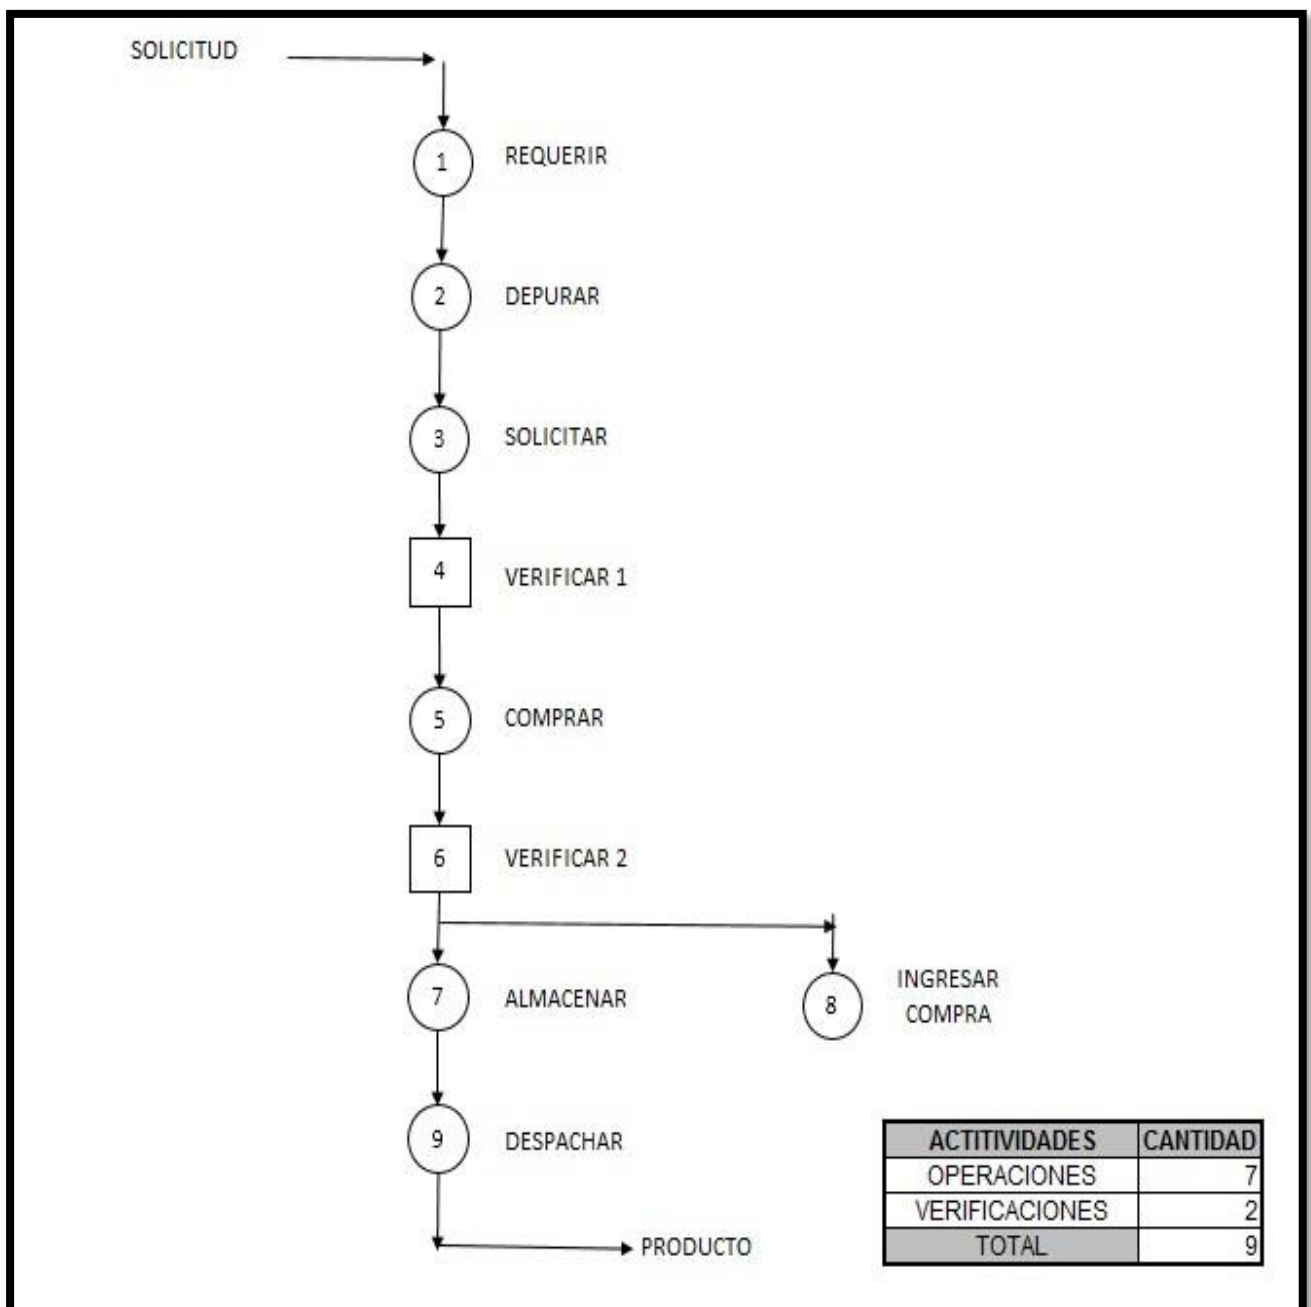 SOLICITUD
1 REQUERIR
2 DEPURAR
3 SOLICITAR
4 VERIFICAR 1
5 COMPRAR
6 VERIFICAR 2
7 ALMACENAR
8 INGRESAR
COMPRA
9 DESPACHAR
PRODUCTO
ACTITIVIDADES CANTIDAD
OPERACIONES 7
VERIFICACIONES 2
TOTAL 9